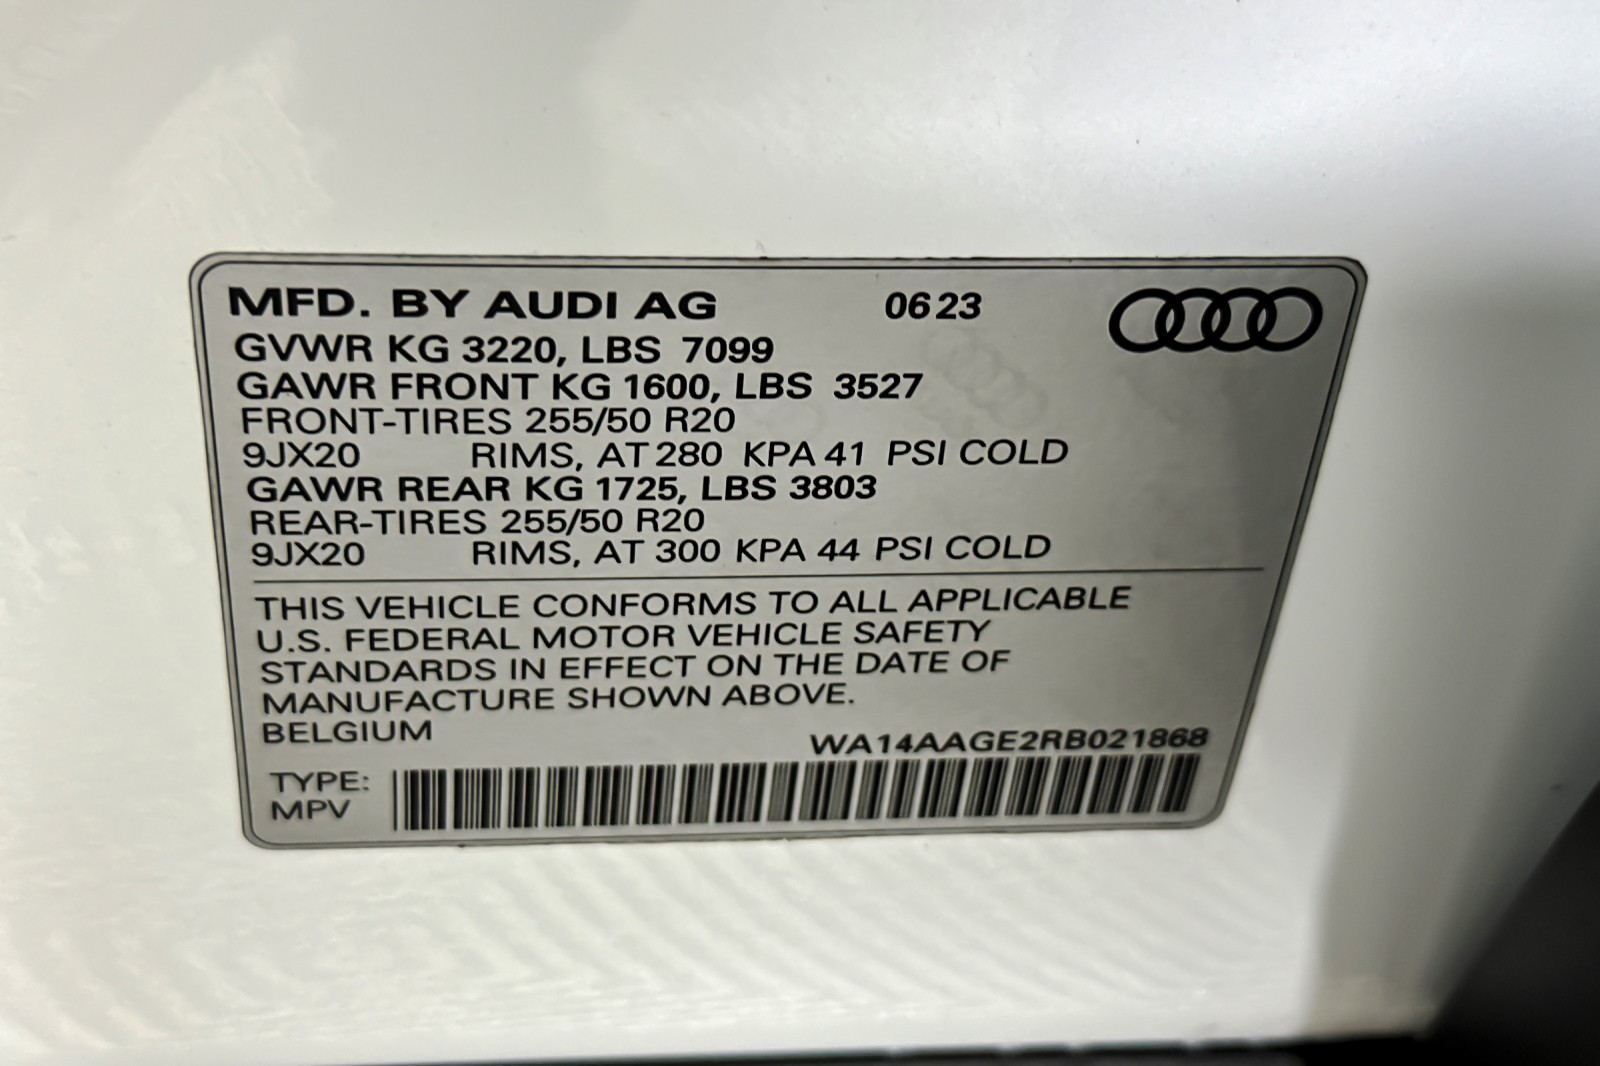 MFD. BY AUDI AG 06 23
GVWR KG 3220, LBS 7099
GAWR FRONT KG 1600, LBS 3527
FRONT-TIRES 255/50 R20
9JX20 RIMS, AT 280 KPA 41 PSI COLD
GAWR REAR KG 1725, LBS 3803
REAR-TIRES 255/50 R20
9JX20 RIMS, AT 300 KPA 44 PSI COLD
THIS VEHICLE CONFORMS TO ALL APPLICABLE
U.S. FEDERAL MOTOR VEHICLE SAFETY
STANDARDS IN EFFECT ON THE DATE OF
MANUFACTURE SHOWN ABOVE.
BELGIUM
WA14AAGE2RB021868
TYPE:
MPV